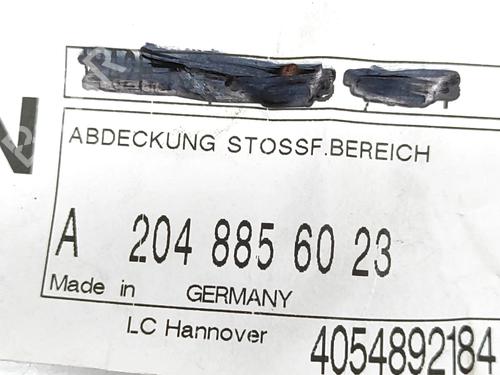 ABDECKUNG STOSSF.BEREICH
A 204 885 60 23
Made in GERMANY
LC Hannover 4054892184